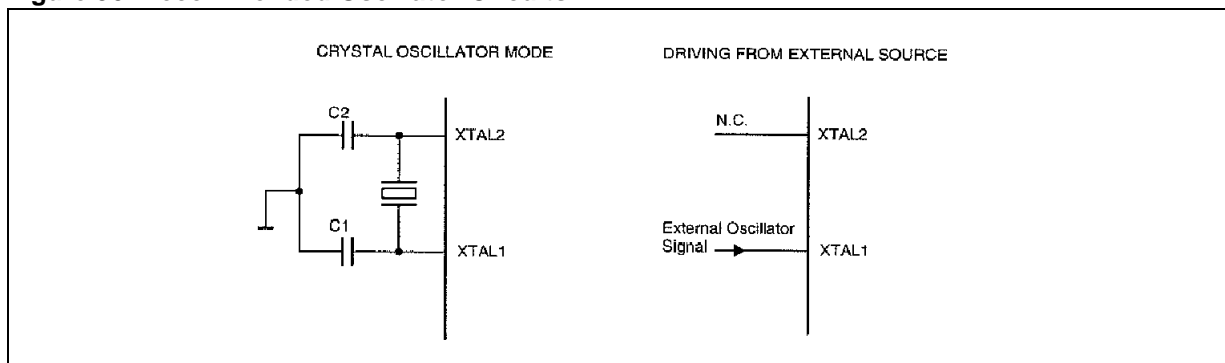 CRYSTAL OSCILLATOR MODE
C2
XTAL2
C1
XTAL1
DRIVING FROM EXTERNAL SOURCE
N.C.
XTAL2
External Oscillator
Signal
XTAL1